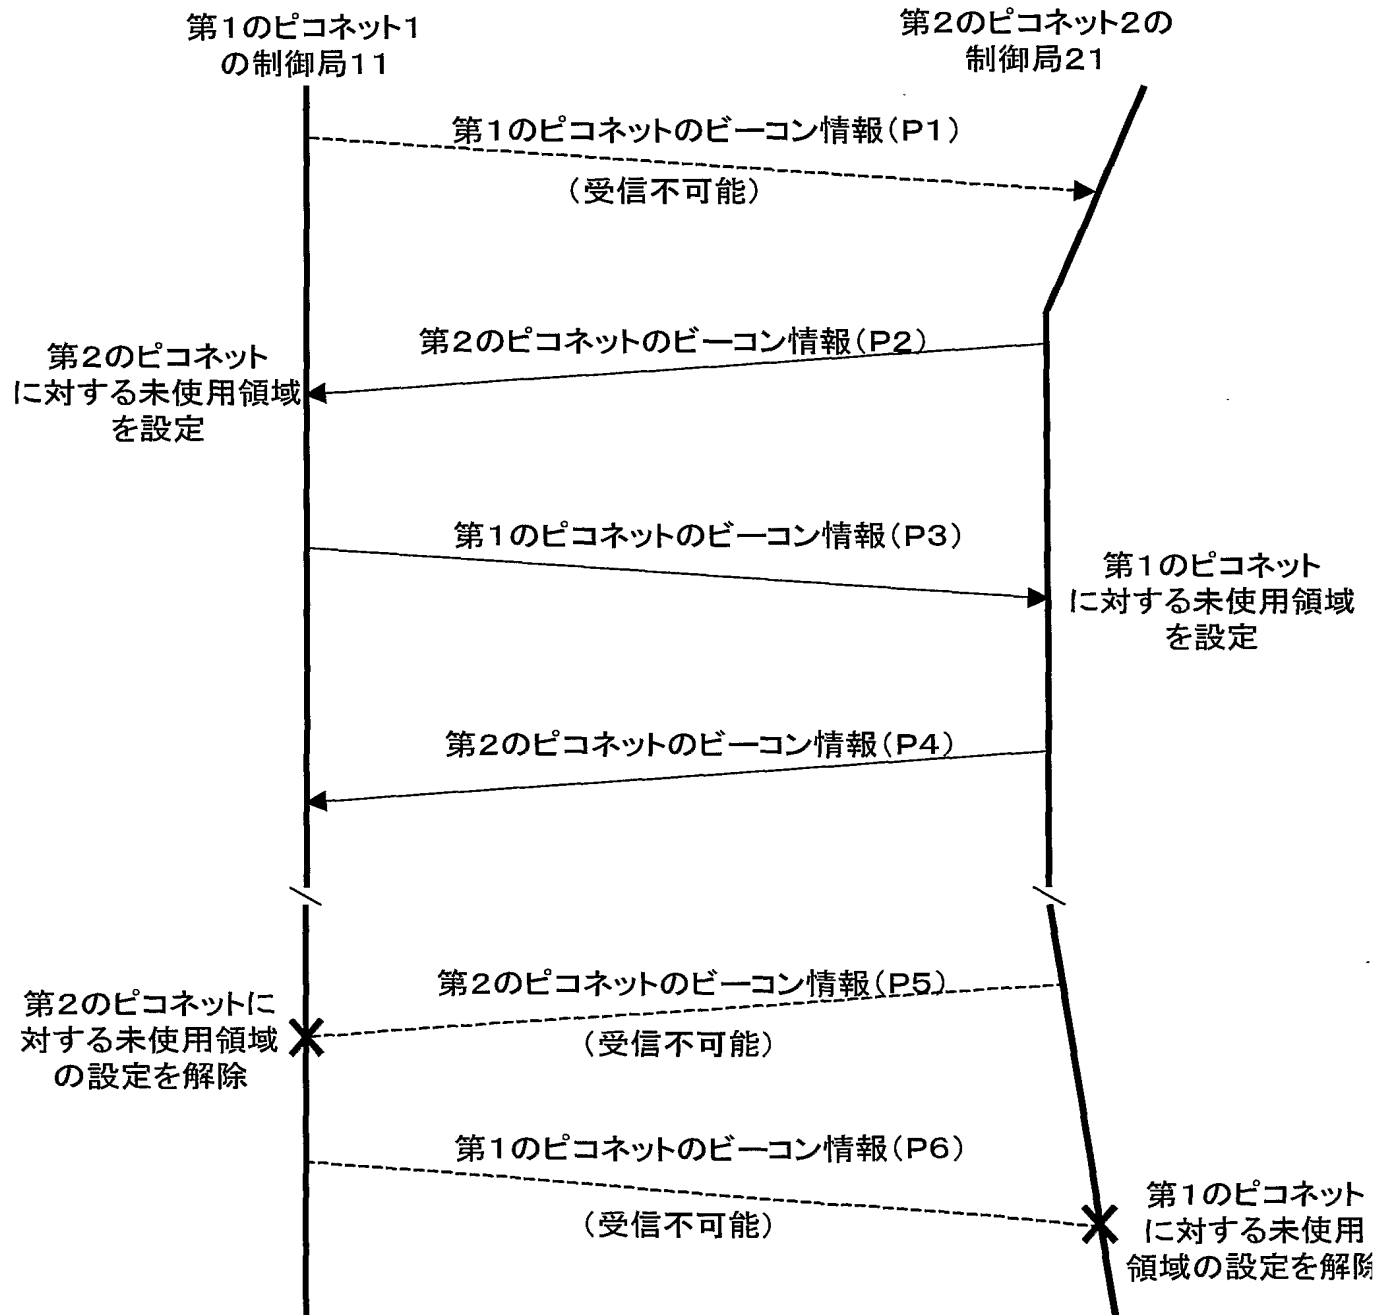 第1のピコネット1
の制御局11
第2のピコネット2の
制御局21
第1のピコネットのビーコン情報(P1)
(受信不可能)
第2のピコネットのビーコン情報(P2)
第2のピコネット
に対する未使用領域
を設定
第1のピコネットのビーコン情報(P3)
第1のピコネット
に対する未使用領域
を設定
第2のピコネットのビーコン情報(P4)
第2のピコネットのビーコン情報(P5)
(受信不可能)
第2のピコネットに
対する未使用領域
の設定を解除
第1のピコネットのビーコン情報(P6)
(受信不可能)
第1のピコネット
に対する未使用
領域の設定を解除